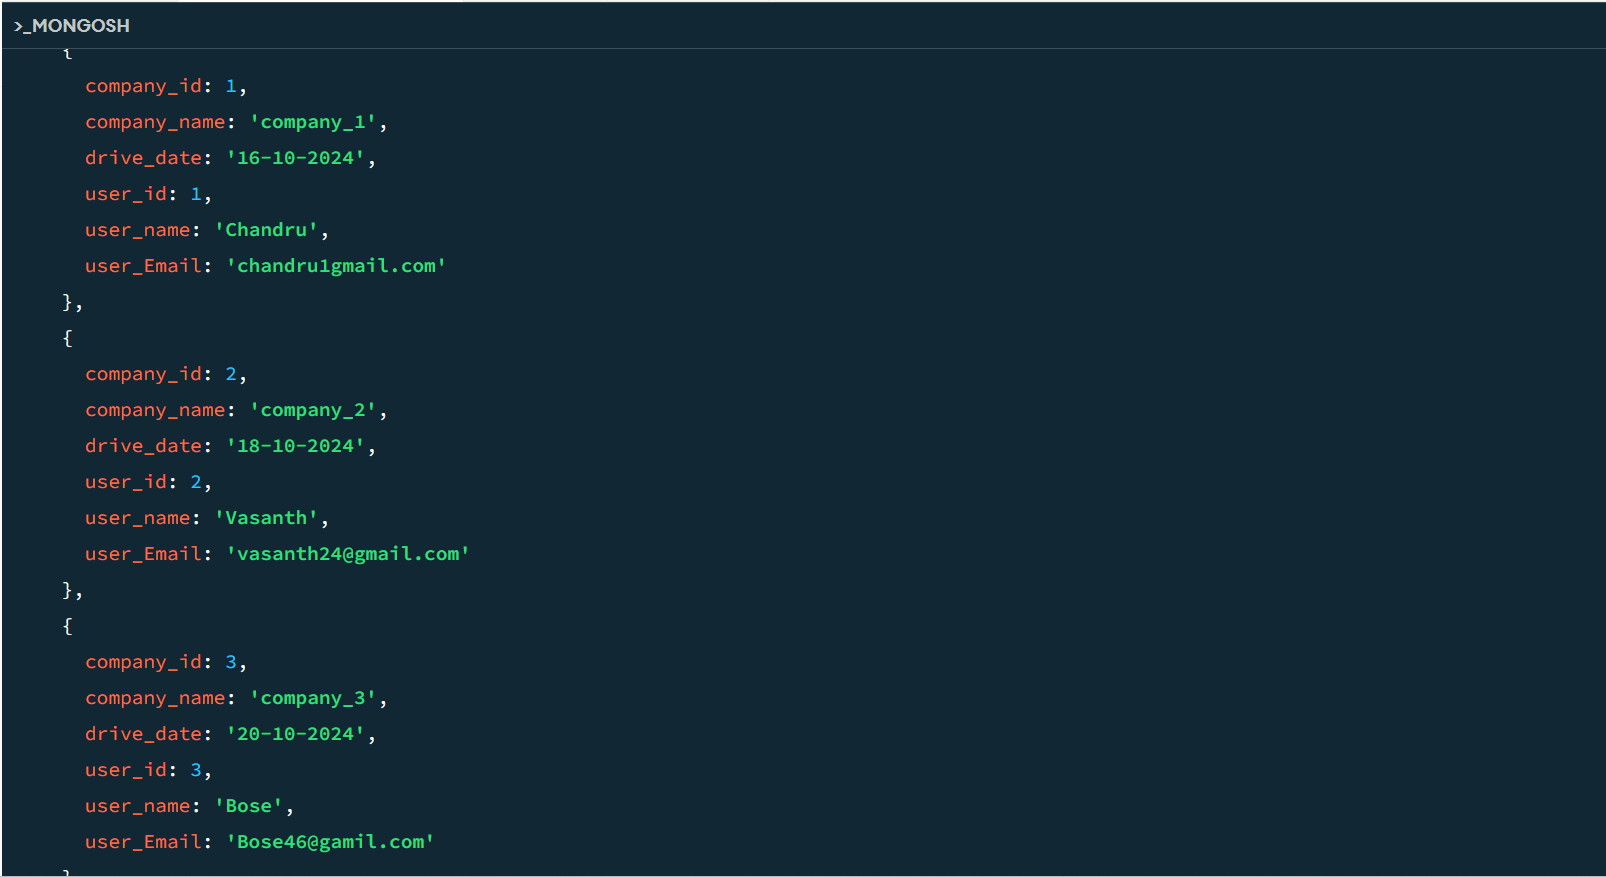 >_MONGOSH
{
company_id: 1,
company_name: 'company_1',
drive_date: '16-10-2024',
user_id: 1,
user_name: 'Chandru',
user_Email: 'chandru1gmail.com'
},
{
company_id: 2,
company_name: 'company_2',
drive_date: '18-10-2024',
user_id: 2,
user_name: 'Vasanth',
user_Email: 'vasanth24@gmail.com'
},
{
company_id: 3,
company_name: 'company_3',
drive_date: '20-10-2024',
user_id: 3,
user_name: 'Bose',
user_Email: 'Bose46@gamil.com'
}